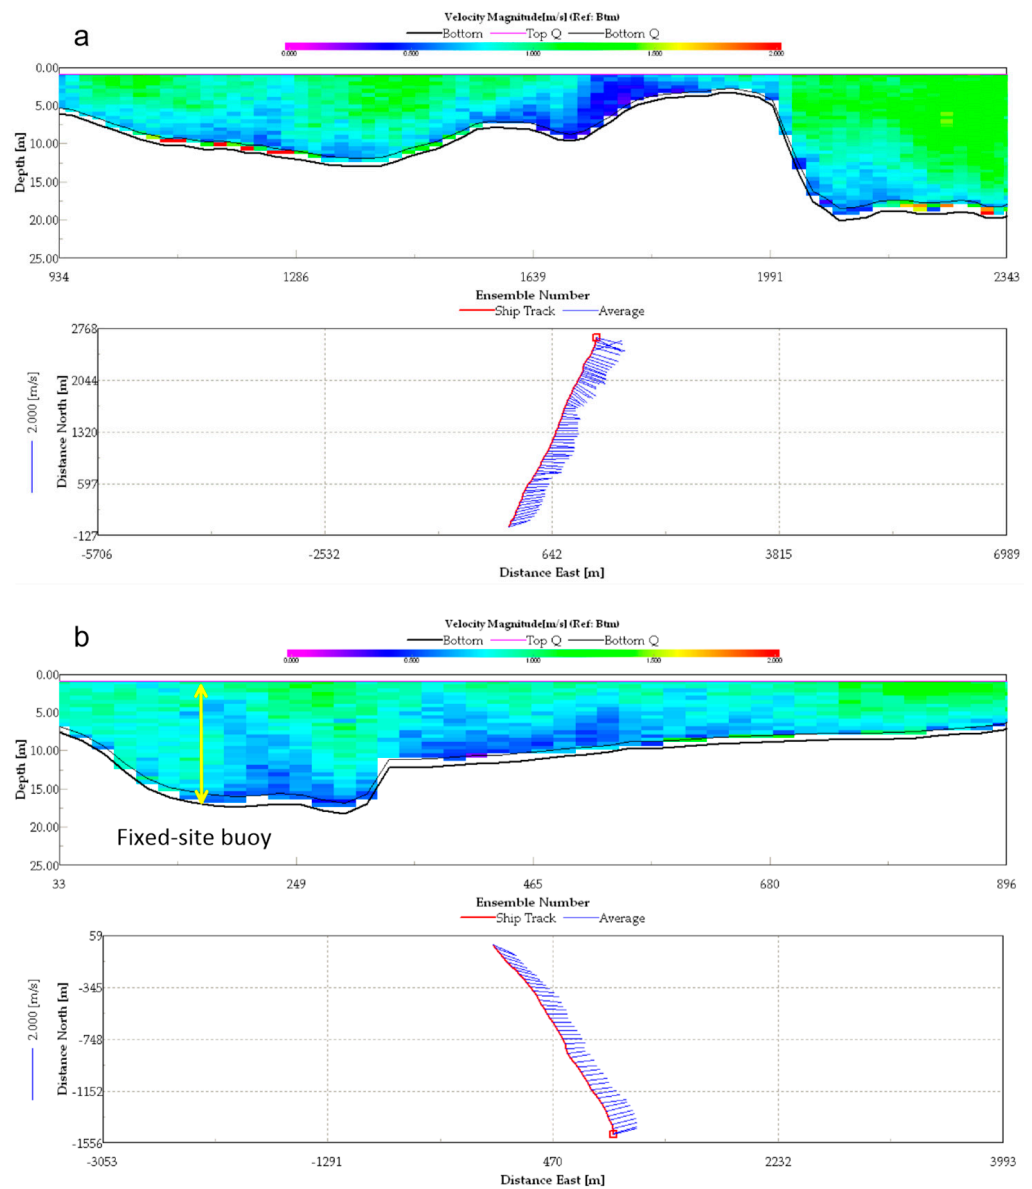 a
Velocity Magnitude[m/s] (Ref: Btm)
Bottom Top Q Bottom Q
0.000 0.500 1.000 1.500 2.000
Depth [m]
0.00
5.00
10.00
15.00
20.00
25.00
934 1286 1639 1991 2343
Ensemble Number
Ship Track Average
2.000 [m/s]
Distance North [m]
2768
2044
1320
597
-127
-5706 -2532 642 3815 6989
Distance East [m]
b
Velocity Magnitude[m/s] (Ref: Btm)
Bottom Top Q Bottom Q
0.000 0.500 1.000 1.500 2.000
Depth [m]
0.00
5.00
10.00
15.00
20.00
25.00
Fixed-site buoy
33 249 465 680 896
Ensemble Number
Ship Track Average
2.000 [m/s]
Distance North [m]
59
-345
-748
-1152
-1556
-3053 -1291 470 2232 3993
Distance East [m]